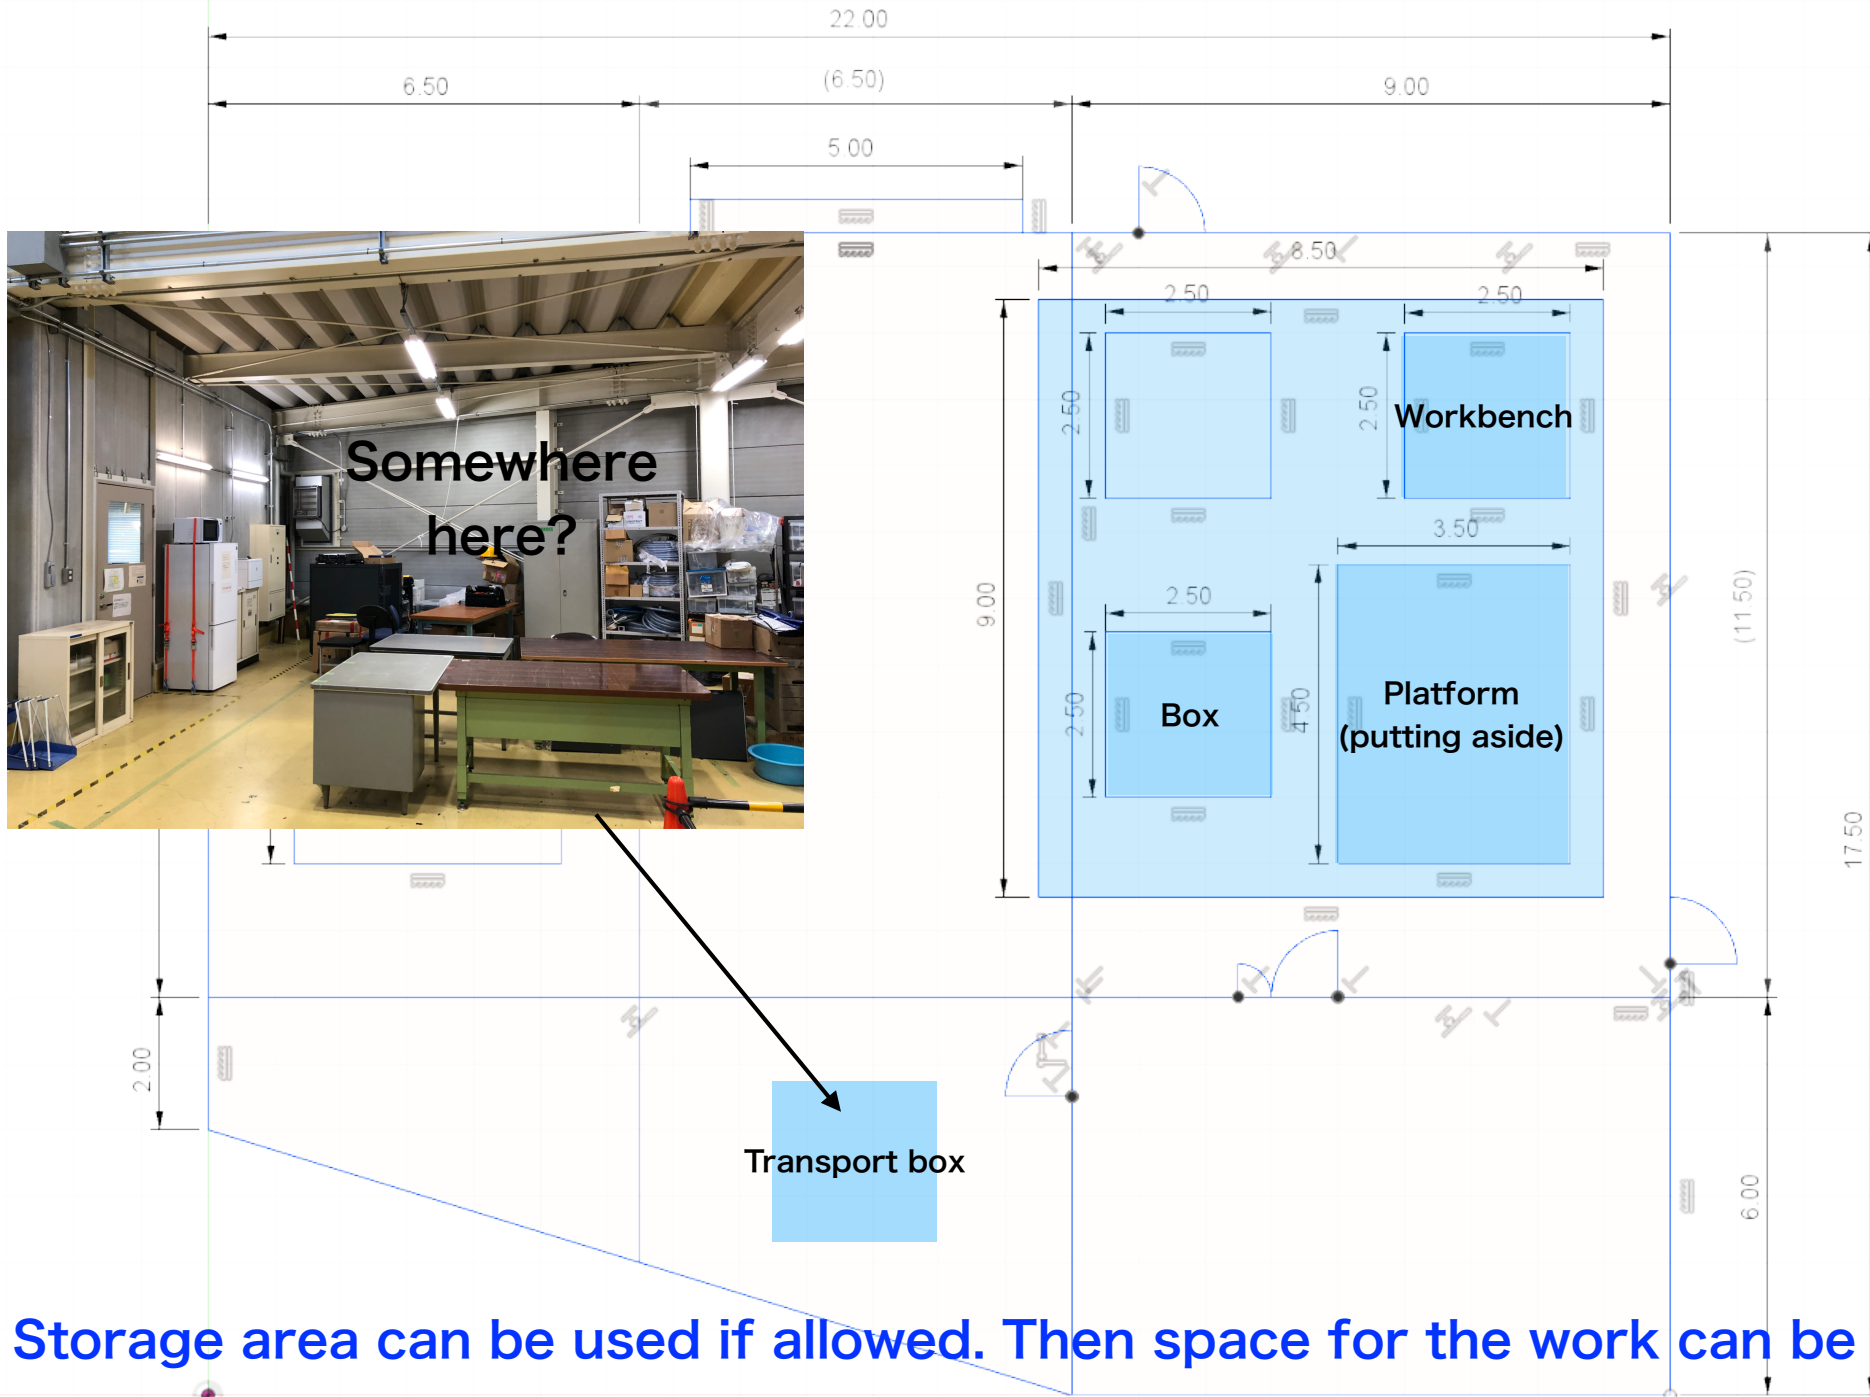 22.00
6.50
(6.50)
9.00
5.00
8.50
2.50
2.50
2.50
2.50
Workbench
Somewhere
here?
3.50
9.00
2.50
(11.50)
2.50
Box
4.50
Platform
(putting aside)
17.50
2.00
Transport box
6.00
Storage area can be used if allowed. Then space for the work can be